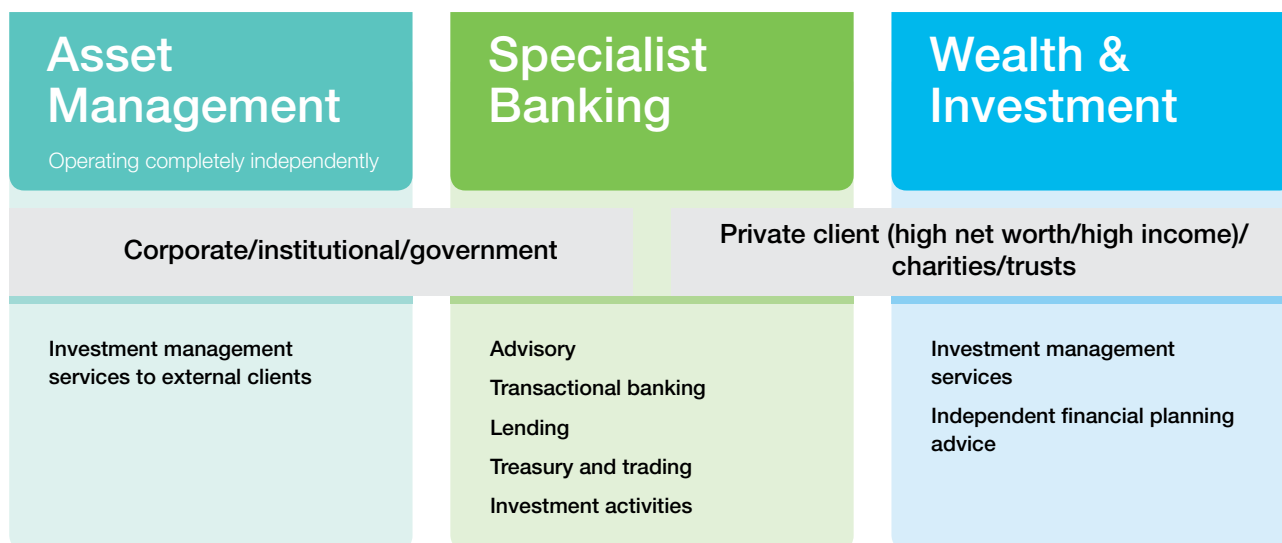 Asset
Management
Operating completely independently
Specialist
Banking
Wealth &
Investment
Corporate/institutional/government
Private client (high net worth/high income)/
charities/trusts
Investment management
services to external clients
Advisory
Transactional banking
Lending
Treasury and trading
Investment activities
Investment management
services
Independent financial planning
advice